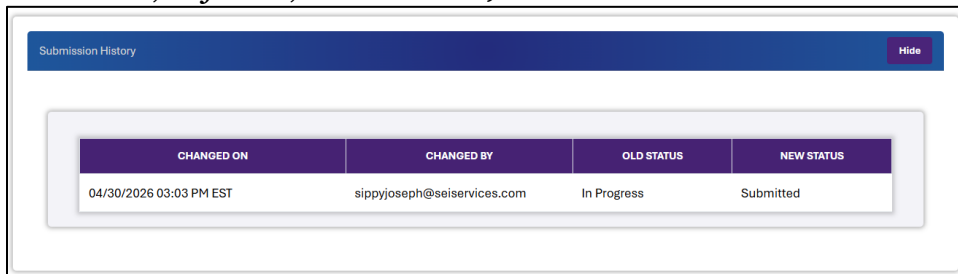 Submission History
Hide
CHANGED ON CHANGED BY OLD STATUS NEW STATUS
04/30/2026 03:03 PM EST sippyjoseph@seiservices.com In Progress Submitted